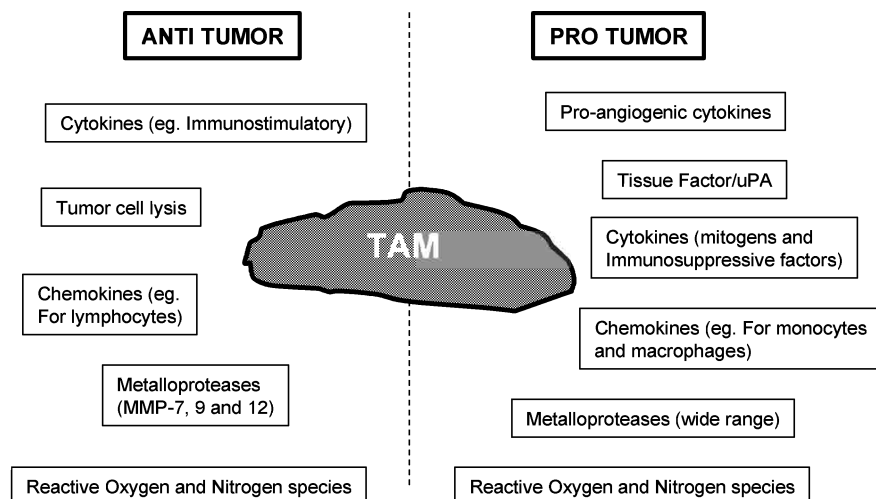 ANTI TUMOR
PRO TUMOR
Cytokines (eg. Immunostimatory)
Tumor cell lysis
Chemokines (eg.
For lymphocytes)
Metalloproteases
(MMP-7, 9 and 12)
Reactive Oxygen and Nitrogen species
TAM
Pro-angiogenic cytokines
Tissue Factor/uPA
Cytokines (mitogens and
Immunosuppressive factors)
Chemokines (eg. For monocytes
and macrophages)
Metalloproteases (wide range)
Reactive Oxygen and Nitrogen species